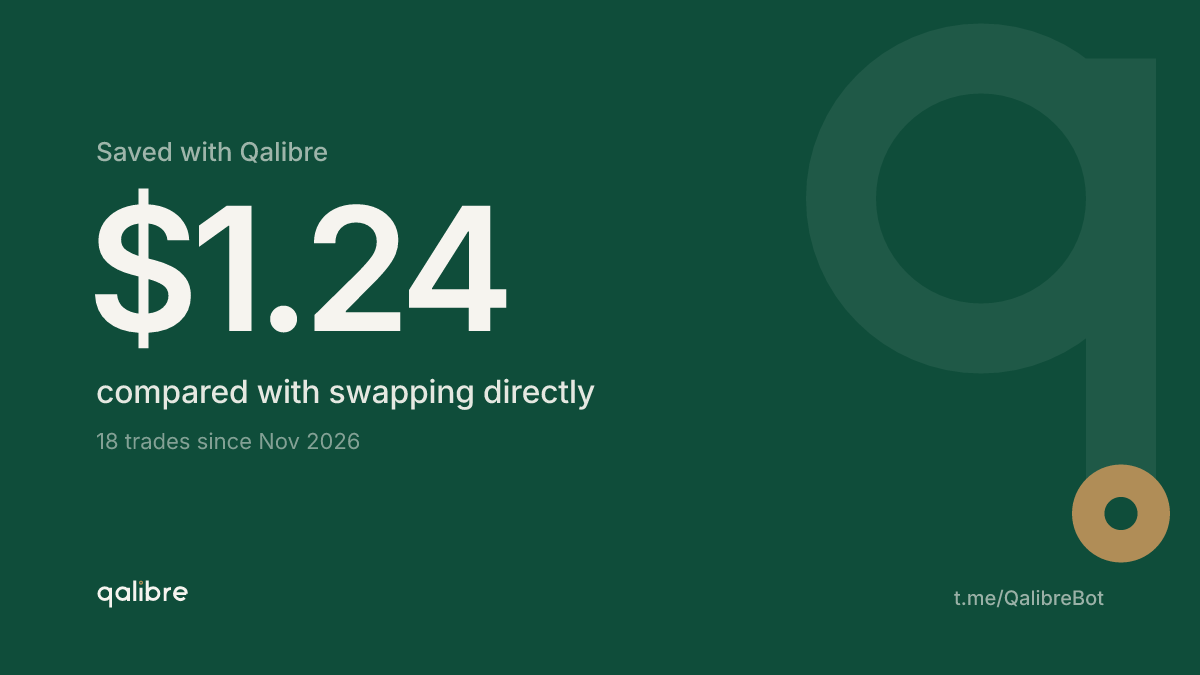 Saved with Qalibre
$1.24
compared with swapping directly
18 trades since Nov 2026
qalibre
t.me/QalibreBot